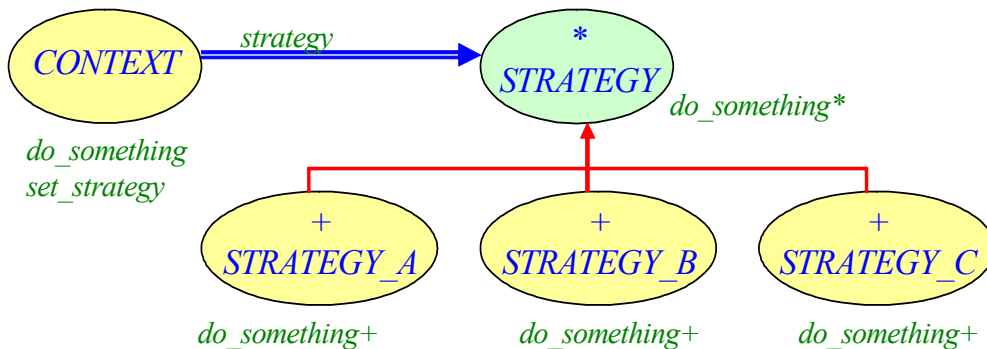 strategy
*
CONTEXT
STRATEGY
do_something*
do_something
set_strategy
+
+
+
STRATEGY_A
STRATEGY_B
STRATEGY_C
do_something+
do_something+
do_something+